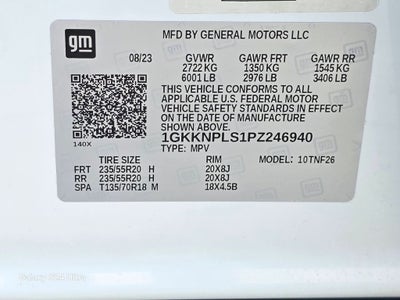 gm
MFD BY GENERAL MOTORS LLC
08/23 GVWR GAWR FRT GAWR RR
2722 KG 1350 KG 1545 KG
6001 LB 2976 LB 3406 LB
THIS VEHICLE CONFORMS TO ALL
APPLICABLE U.S. FEDERAL MOTOR
VEHICLE SAFETY STANDARDS IN EFFECT
ON THE DATE OF MANUFACTURE
SHOWN ABOVE.
140X 1GKKNPLS1PZ246940
TYPE: MPV
TIRE SIZE RIM MODEL: 10TNF26
FRT 235/55R20 H 20X8J
RR 235/55R20 H 20X8J
SPA T135/70R18 M 18X4.5B